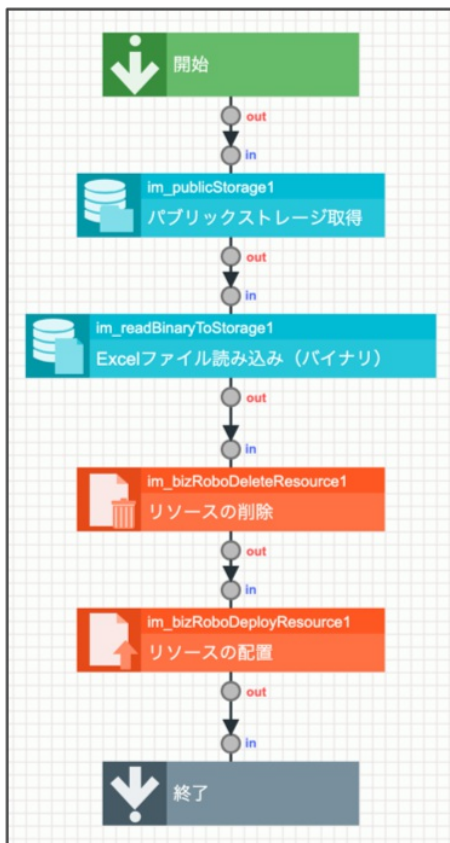 開始
out
in
im_publicStorage1
パブリックストレージ取得
out
in
im_readBinaryToStorage1
Excelファイル読み込み（バイナリ）
out
in
im_bizRoboDeleteResource1
リソースの削除
out
in
im_bizRoboDeployResource1
リソースの配置
out
in
終了